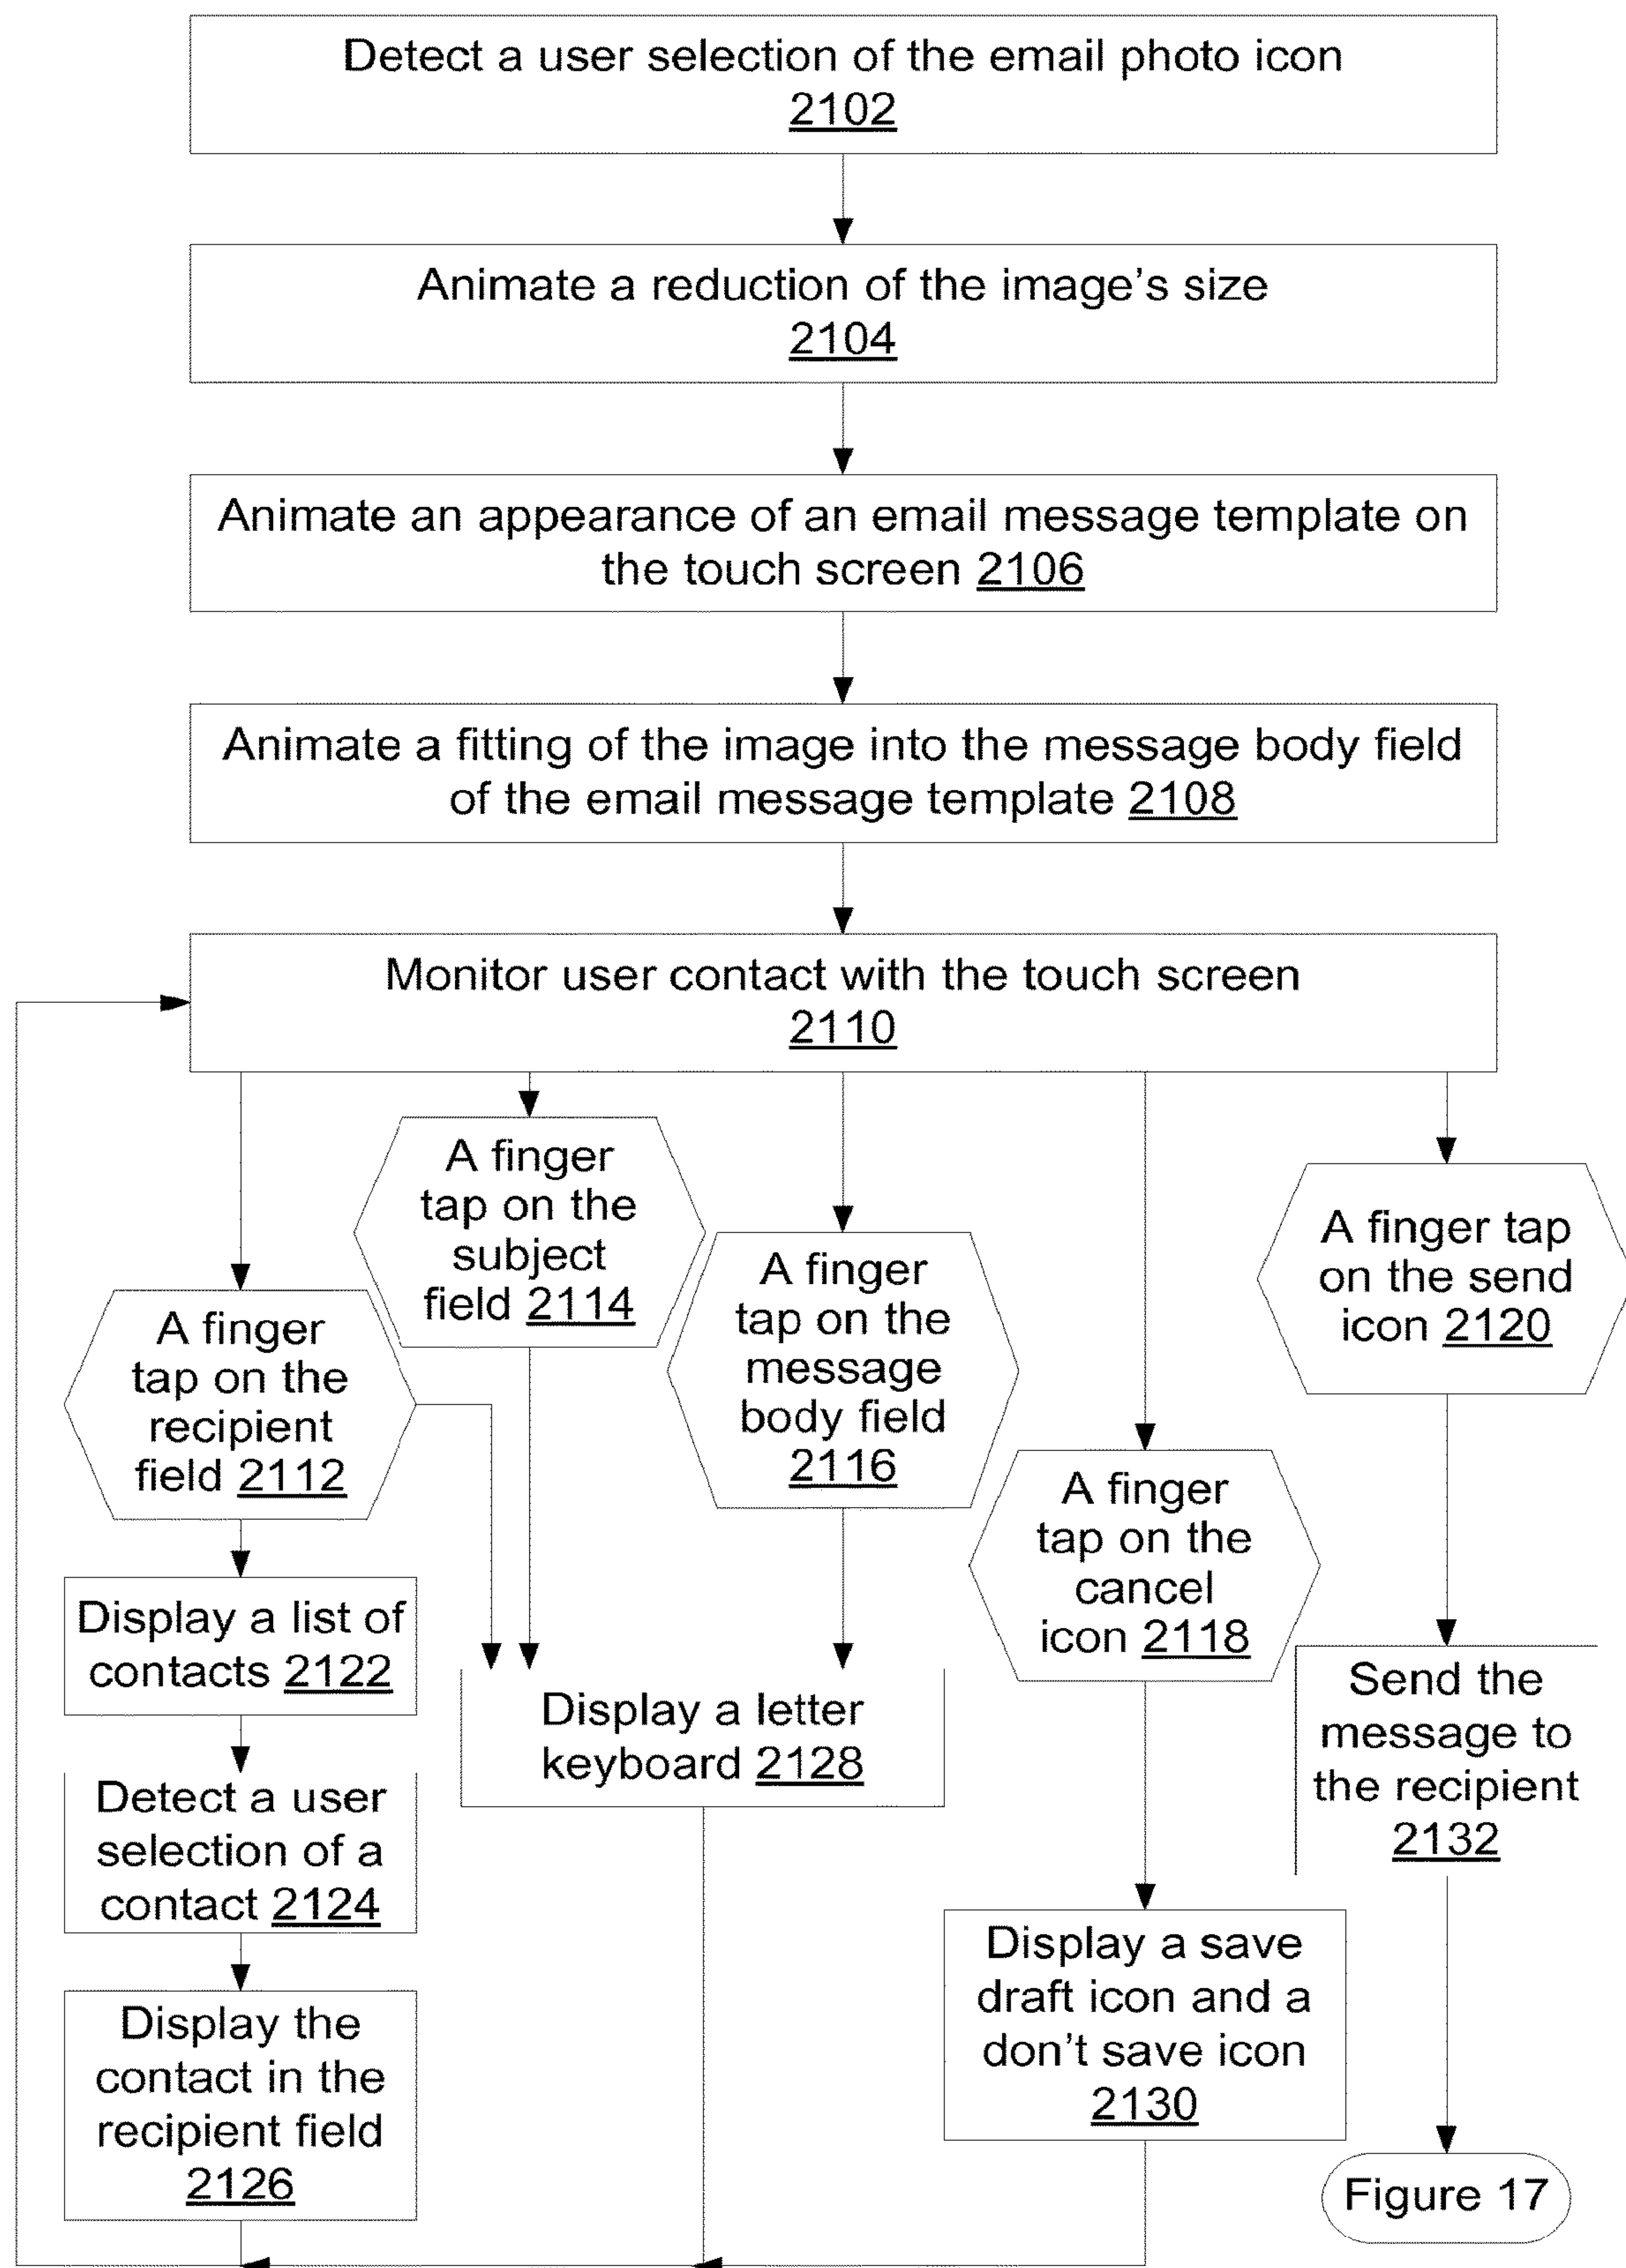 Detect a user selection of the email photo icon
2102
Animate a reduction of the image’s size
2104
Animate an appearance of an email message template on
the touch screen 2106
Animate a fitting of the image into the message body field
of the email message template 2108
Monitor user contact with the touch screen
2110
A finger
tap on the
recipient
field 2112
A finger
tap on the
subject
field 2114
A finger
tap on the
message
body field
2116
A finger
tap on the
cancel
icon 2118
A finger tap
on the send
icon 2120
Display a list of
contacts 2122
Detect a user
selection of a
contact 2124
Display the
contact in the
recipient field
2126
Display a letter
keyboard 2128
Display a save
draft icon and a
don’t save icon
2130
Send the
message to
the recipient
2132
Figure 17